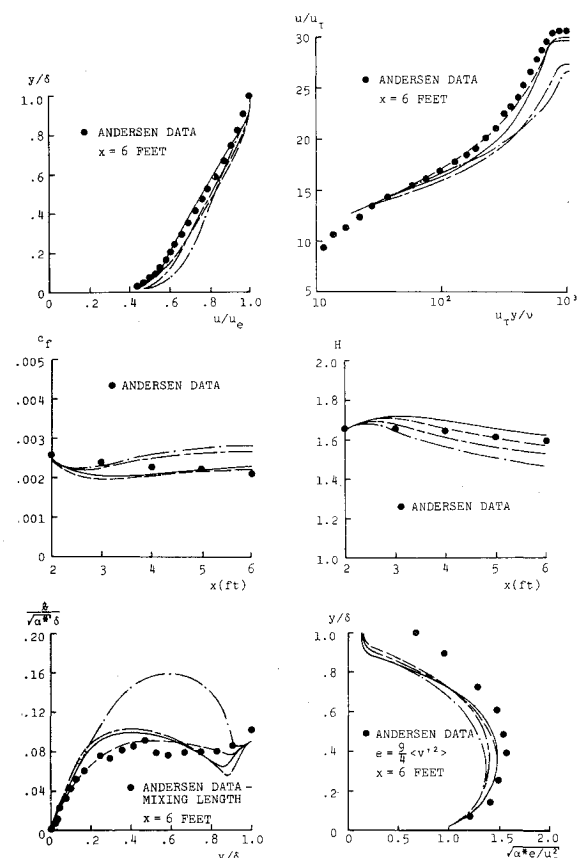 y/δ
1.0
.8
.6
.4
.2
0
● ANDERSEN DATA
x = 6 FEET
0 .2 .4 .6 .8 1.0
u/uₑ
u/u_τ
30
25
20
15
10
5
● ANDERSEN DATA
x = 6 FEET
10 10² 10³
u_τy/ν
c_f
.005
.004
.003
.002
.001
0
● ANDERSEN DATA
2 3 4 5 6
x(ft)
H
2.0
1.8
1.6
1.4
1.2
1.0
● ANDERSEN DATA
2 3 4 5 6
x(ft)
√α* δ
.20
.16
.12
.08
.04
0
● ANDERSEN DATA -
MIXING LENGTH
x = 6 FEET
0 .2 .4 .6 .8 1.0
y/δ
y/δ
1.0
.8
.6
.4
.2
0
● ANDERSEN DATA
e = 9/4 <v'²>
x = 6 FEET
0 0.5 1.0 1.5 2.0
√α*e/u_τ²